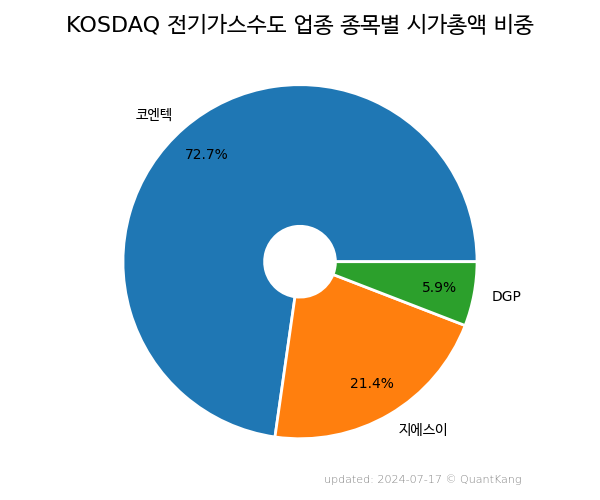 KOSDAQ 전기가스수도 업종 종목별 시가총액 비중
코엔텍
72.7%
5.9%
DGP
21.4%
지에스이
updated: 2024-07-17 © QuantKang